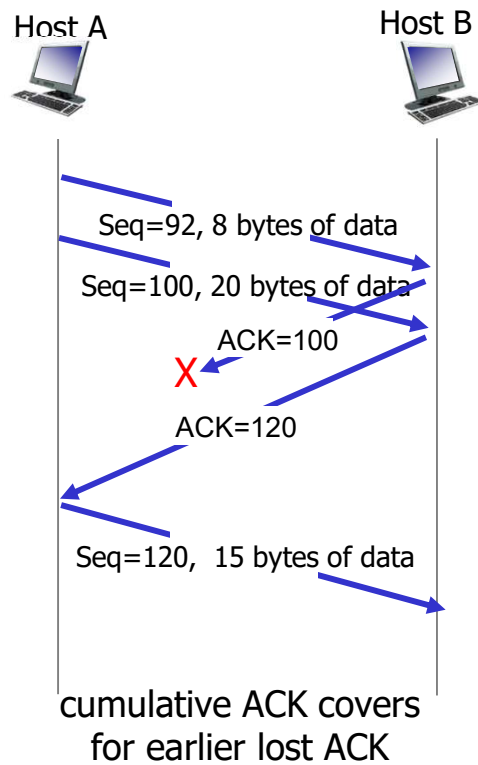 Host A
Host B
Seq=92, 8 bytes of data
Seq=100, 20 bytes of data
ACK=100
X
ACK=120
Seq=120, 15 bytes of data
cumulative ACK covers
for earlier lost ACK